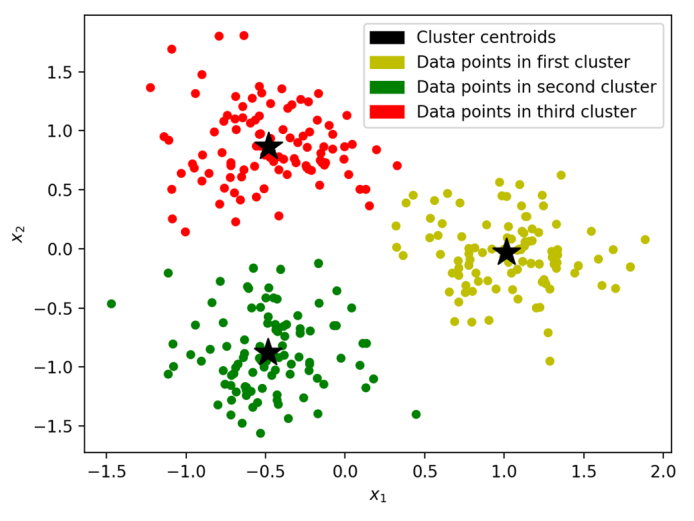 Cluster centroids
Data points in first cluster
Data points in second cluster
Data points in third cluster
1.5
1.0
0.5
0.0
−0.5
−1.0
−1.5
x2
−1.5 −1.0 −0.5 0.0 0.5 1.0 1.5 2.0
x1